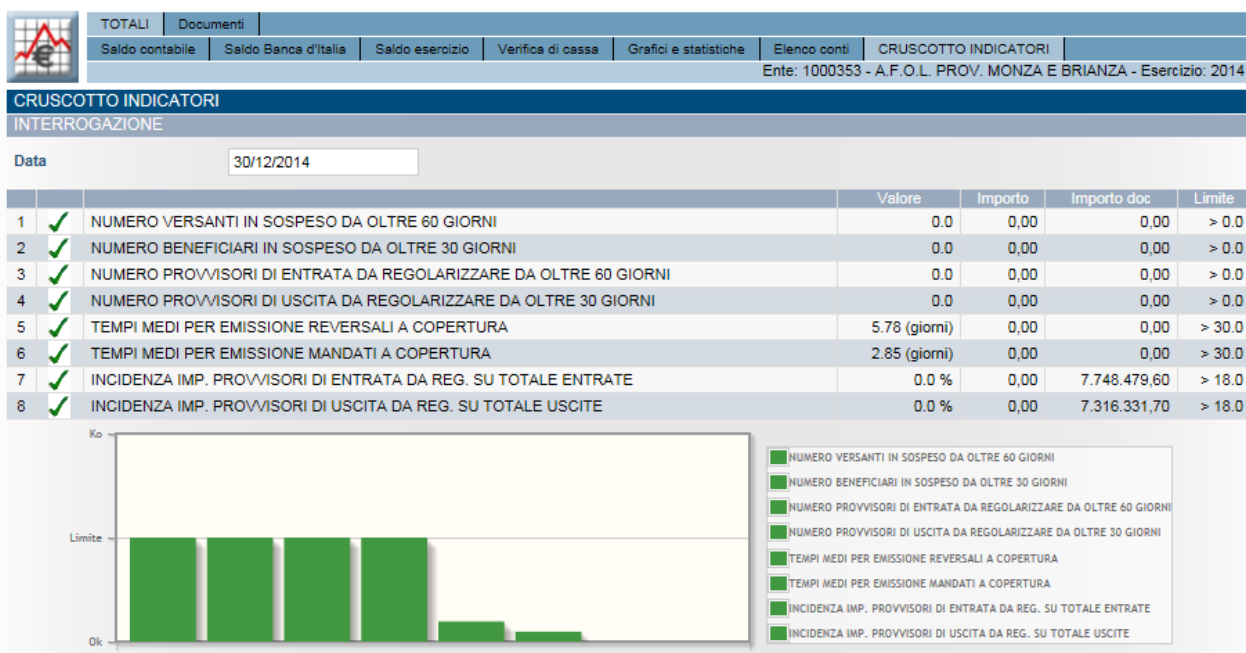 TOTALI Documenti
Saldo contabile Saldo Banca d'Italia Saldo esercizio Verifica di cassa Grafici e statistiche Elenco conti CRUSCOTTO INDICATORI
Ente: 1000353 - A.F.O.L. PROV. MONZA E BRIANZA - Esercizio: 2014
CRUSCOTTO INDICATORI
INTERROGAZIONE
Data 30/12/2014
Valore Importo Importo doc Limite
1 NUMERO VERSANTI IN SOSPESO DA OLTRE 60 GIORNI 0.0 0,00 0,00 > 0.0
2 NUMERO BENEFICIARI IN SOSPESO DA OLTRE 30 GIORNI 0.0 0,00 0,00 > 0.0
3 NUMERO PROVVISORI DI ENTRATA DA REGOLARIZZARE DA OLTRE 60 GIORNI 0.0 0,00 0,00 > 0.0
4 NUMERO PROVVISORI DI USCITA DA REGOLARIZZARE DA OLTRE 30 GIORNI 0.0 0,00 0,00 > 0.0
5 TEMPI MEDI PER EMISSIONE REVERSALI A COPERTURA 5.78 (giorni) 0,00 0,00 > 30.0
6 TEMPI MEDI PER EMISSIONE MANDATI A COPERTURA 2.85 (giorni) 0,00 0,00 > 30.0
7 INCIDENZA IMP. PROVVISORI DI ENTRATA DA REG. SU TOTALE ENTRATE 0.0 % 0,00 7.748.479,60 > 18.0
8 INCIDENZA IMP. PROVVISORI DI USCITA DA REG. SU TOTALE USCITE 0.0 % 0,00 7.316.331,70 > 18.0
Ko
Limite
Ok
NUMERO VERSANTI IN SOSPESO DA OLTRE 60 GIORNI
NUMERO BENEFICIARI IN SOSPESO DA OLTRE 30 GIORNI
NUMERO PROVVISORI DI ENTRATA DA REGOLARIZZARE DA OLTRE 60 GIORNI
NUMERO PROVVISORI DI USCITA DA REGOLARIZZARE DA OLTRE 30 GIORNI
TEMPI MEDI PER EMISSIONE REVERSALI A COPERTURA
TEMPI MEDI PER EMISSIONE MANDATI A COPERTURA
INCIDENZA IMP. PROVVISORI DI ENTRATA DA REG. SU TOTALE ENTRATE
INCIDENZA IMP. PROVVISORI DI USCITA DA REG. SU TOTALE USCITE